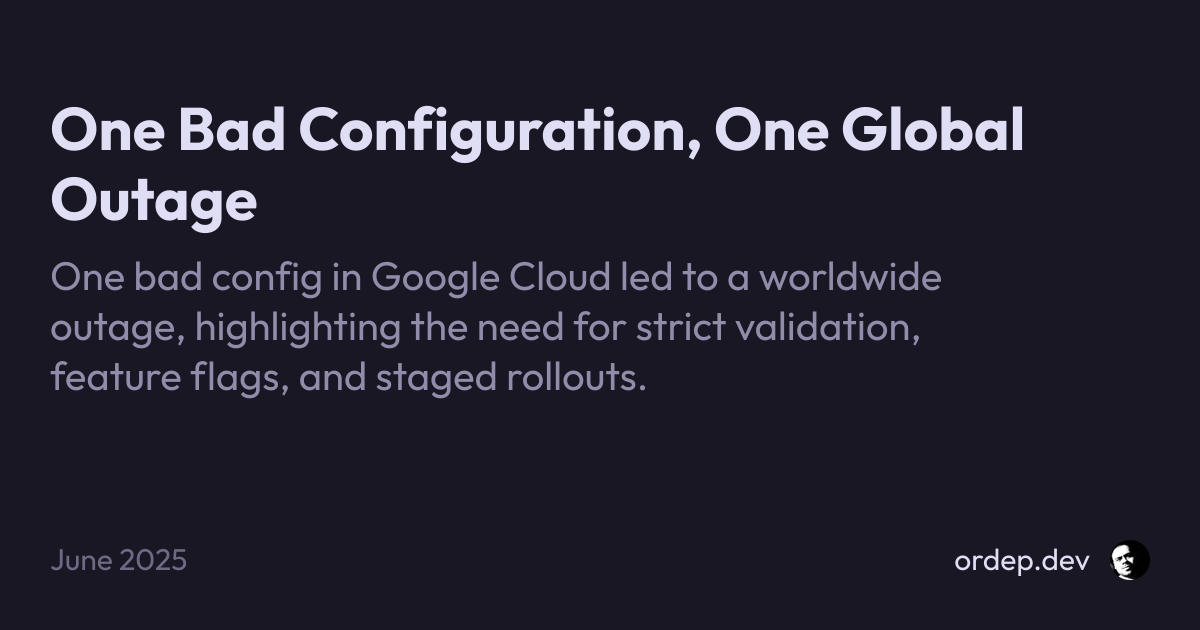 One Bad Configuration, One Global
Outage
One bad config in Google Cloud led to a worldwide
outage, highlighting the need for strict validation,
feature flags, and staged rollouts.
June 2025
ordep.dev